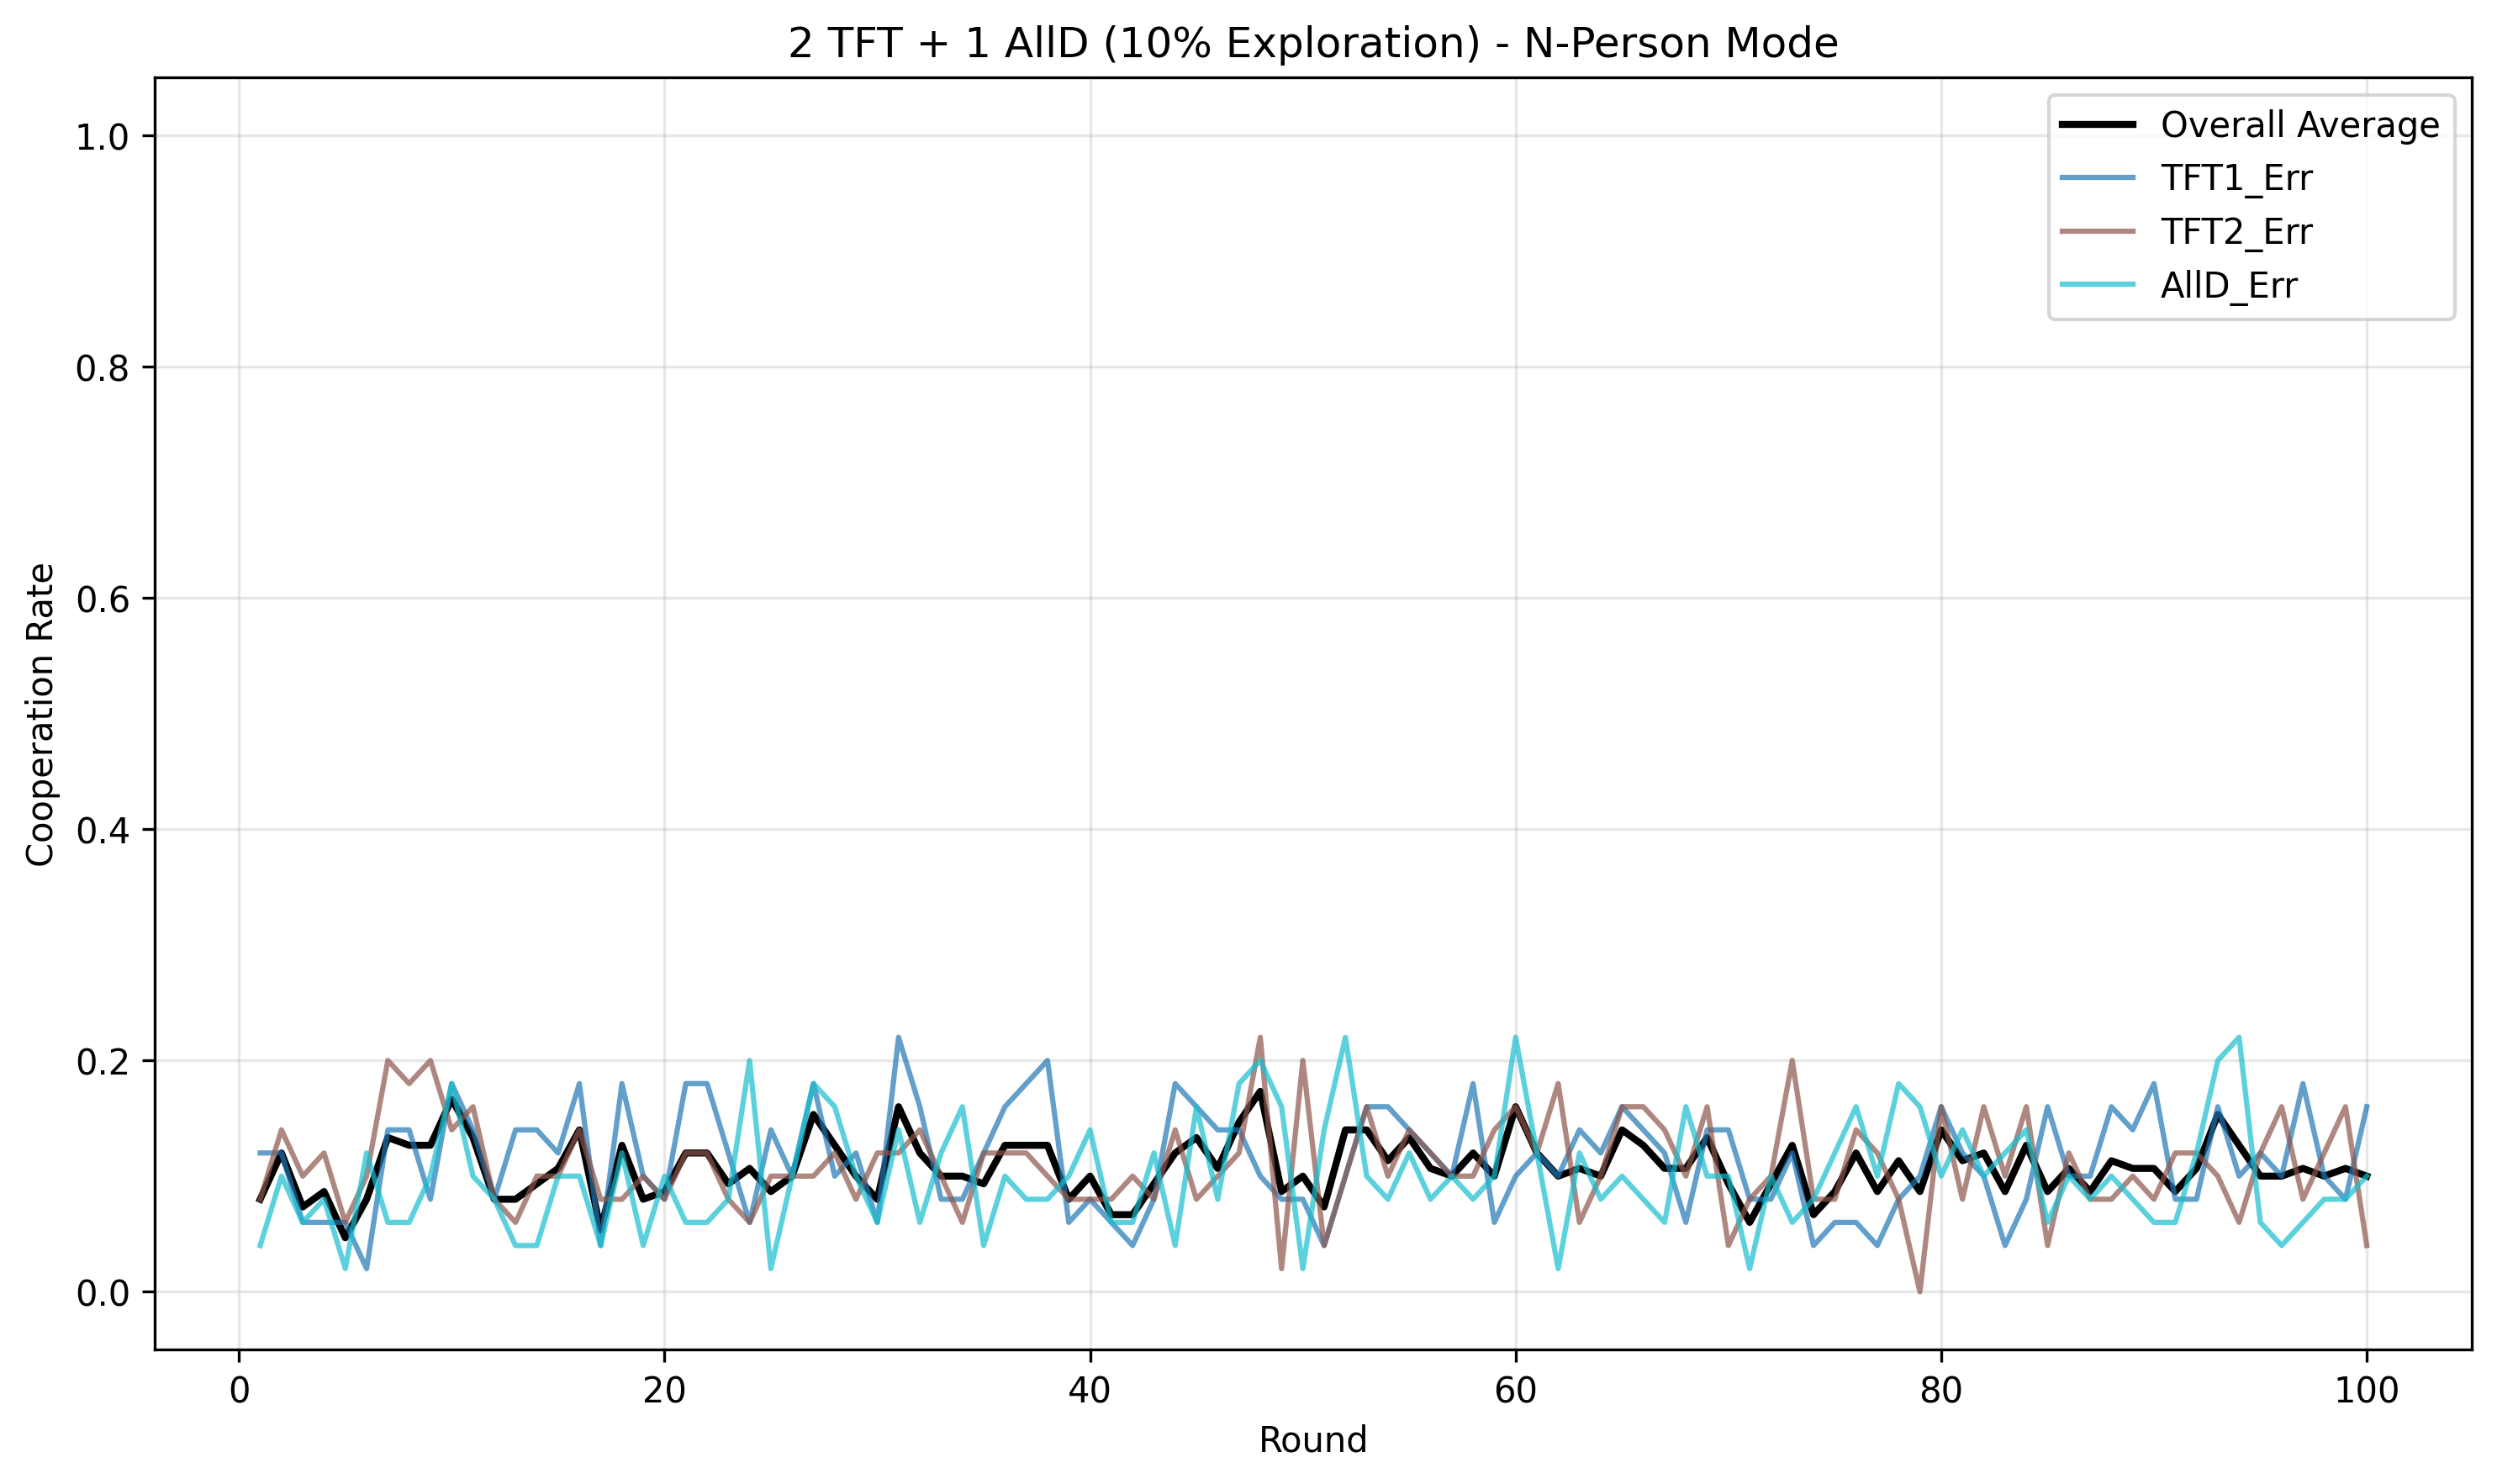 2 TFT + 1 AllD (10% Exploration) - N-Person Mode
Overall Average
TFT1_Err
TFT2_Err
AllD_Err
1.0
0.8
0.6
0.4
0.2
0.0
Cooperation Rate
0 20 40 60 80 100
Round